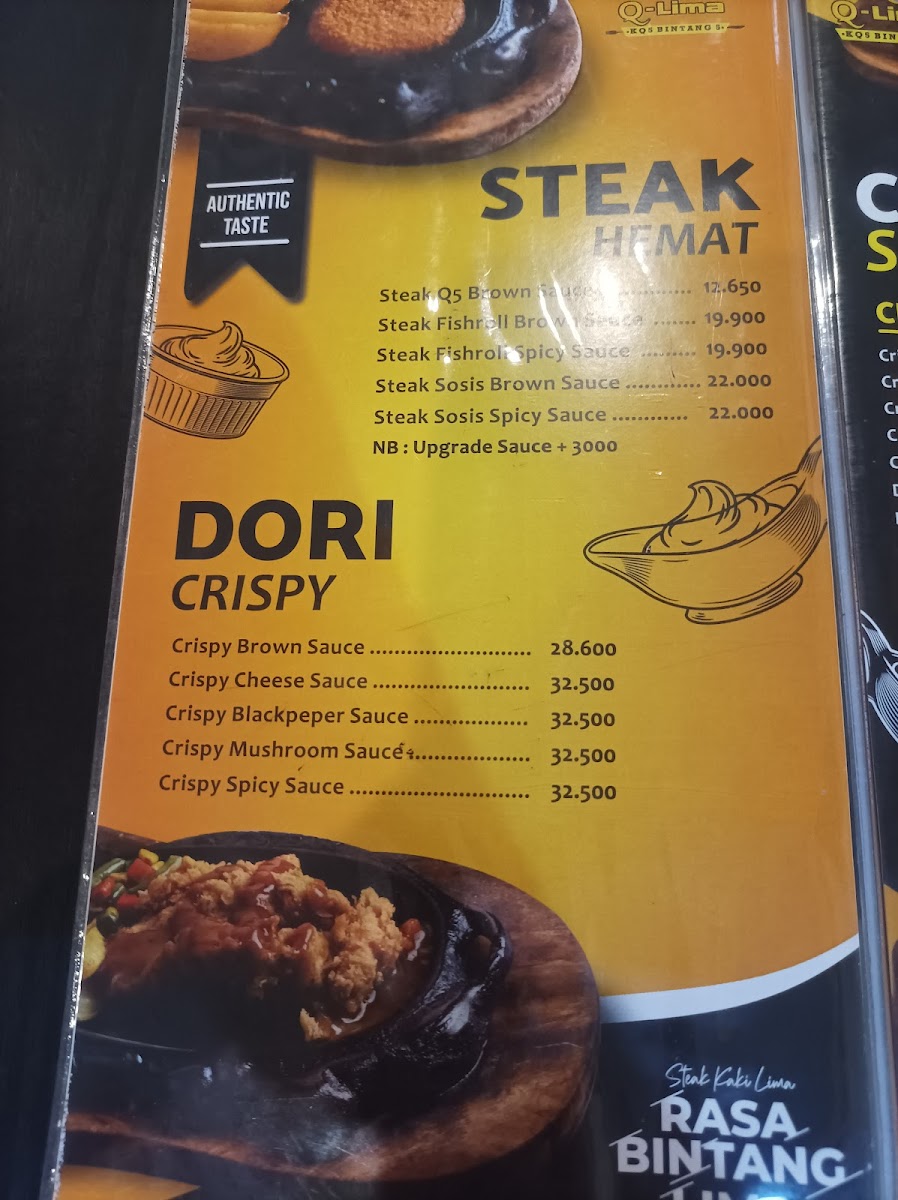 Q-Lima
KQ5 BINTANG 5
AUTHENTIC
TASTE
STEAK
HEMAT
Steak Q5 Brown Sauce ............ 12.650
Steak Fishroll Brown Sauce ....... 19.900
Steak Fishroll Spicy Sauce ......... 19.900
Steak Sosis Brown Sauce ............ 22.000
Steak Sosis Spicy Sauce ............ 22.000
NB : Upgrade Sauce + 3000
DORI
CRISPY
Crispy Brown Sauce .......................... 28.600
Crispy Cheese Sauce ......................... 32.500
Crispy Blackpeper Sauce ................... 32.500
Crispy Mushroom Sauce ................... 32.500
Crispy Spicy Sauce ............................. 32.500
Steak Kaki Lima
RASA
BINTANG